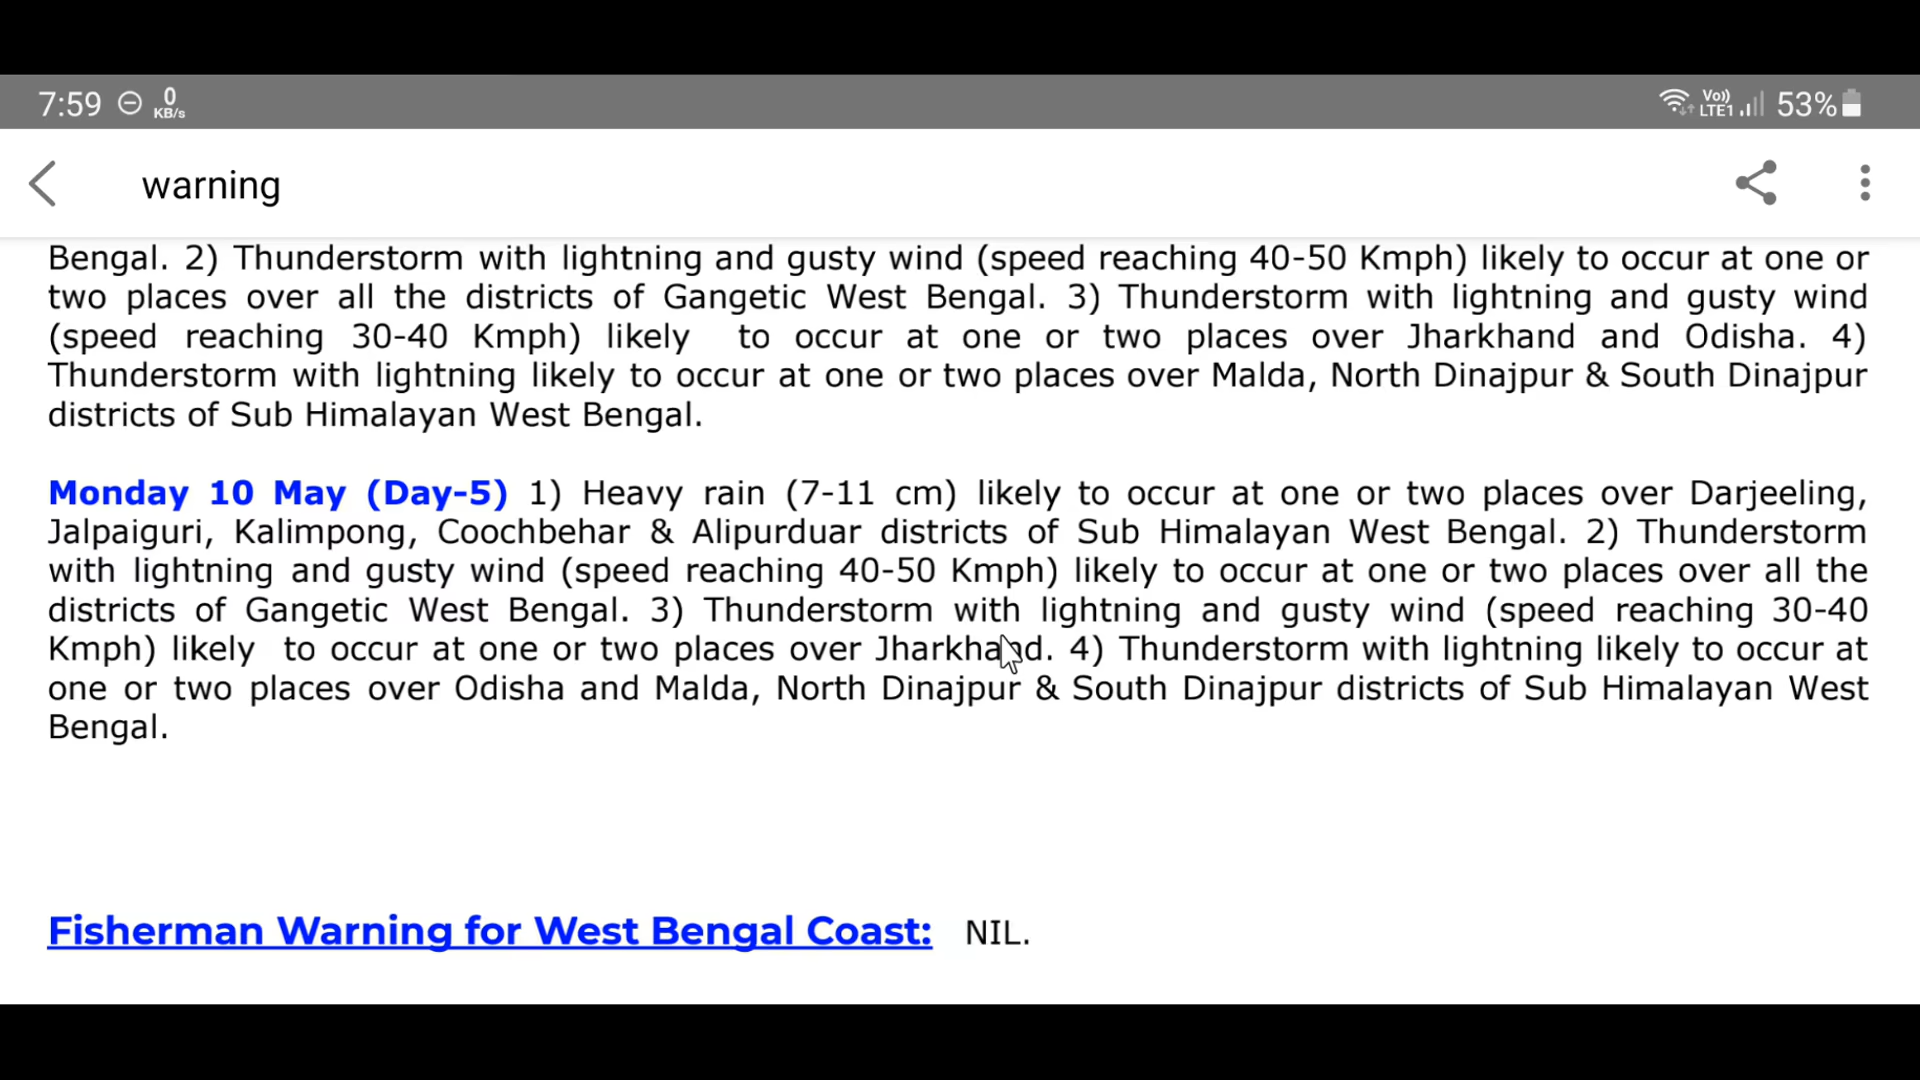 7:59 0 KB/s Vo)) LTE1 53%
warning
Bengal. 2) Thunderstorm with lightning and gusty wind (speed reaching 40-50 Kmph) likely to occur at one or
two places over all the districts of Gangetic West Bengal. 3) Thunderstorm with lightning and gusty wind
(speed reaching 30-40 Kmph) likely to occur at one or two places over Jharkhand and Odisha. 4)
Thunderstorm with lightning likely to occur at one or two places over Malda, North Dinajpur & South Dinajpur
districts of Sub Himalayan West Bengal.
Monday 10 May (Day-5) 1) Heavy rain (7-11 cm) likely to occur at one or two places over Darjeeling,
Jalpaiguri, Kalimpong, Coochbehar & Alipurduar districts of Sub Himalayan West Bengal. 2) Thunderstorm
with lightning and gusty wind (speed reaching 40-50 Kmph) likely to occur at one or two places over all the
districts of Gangetic West Bengal. 3) Thunderstorm with lightning and gusty wind (speed reaching 30-40
Kmph) likely to occur at one or two places over Jharkhand. 4) Thunderstorm with lightning likely to occur at
one or two places over Odisha and Malda, North Dinajpur & South Dinajpur districts of Sub Himalayan West
Bengal.
Fisherman Warning for West Bengal Coast: NIL.